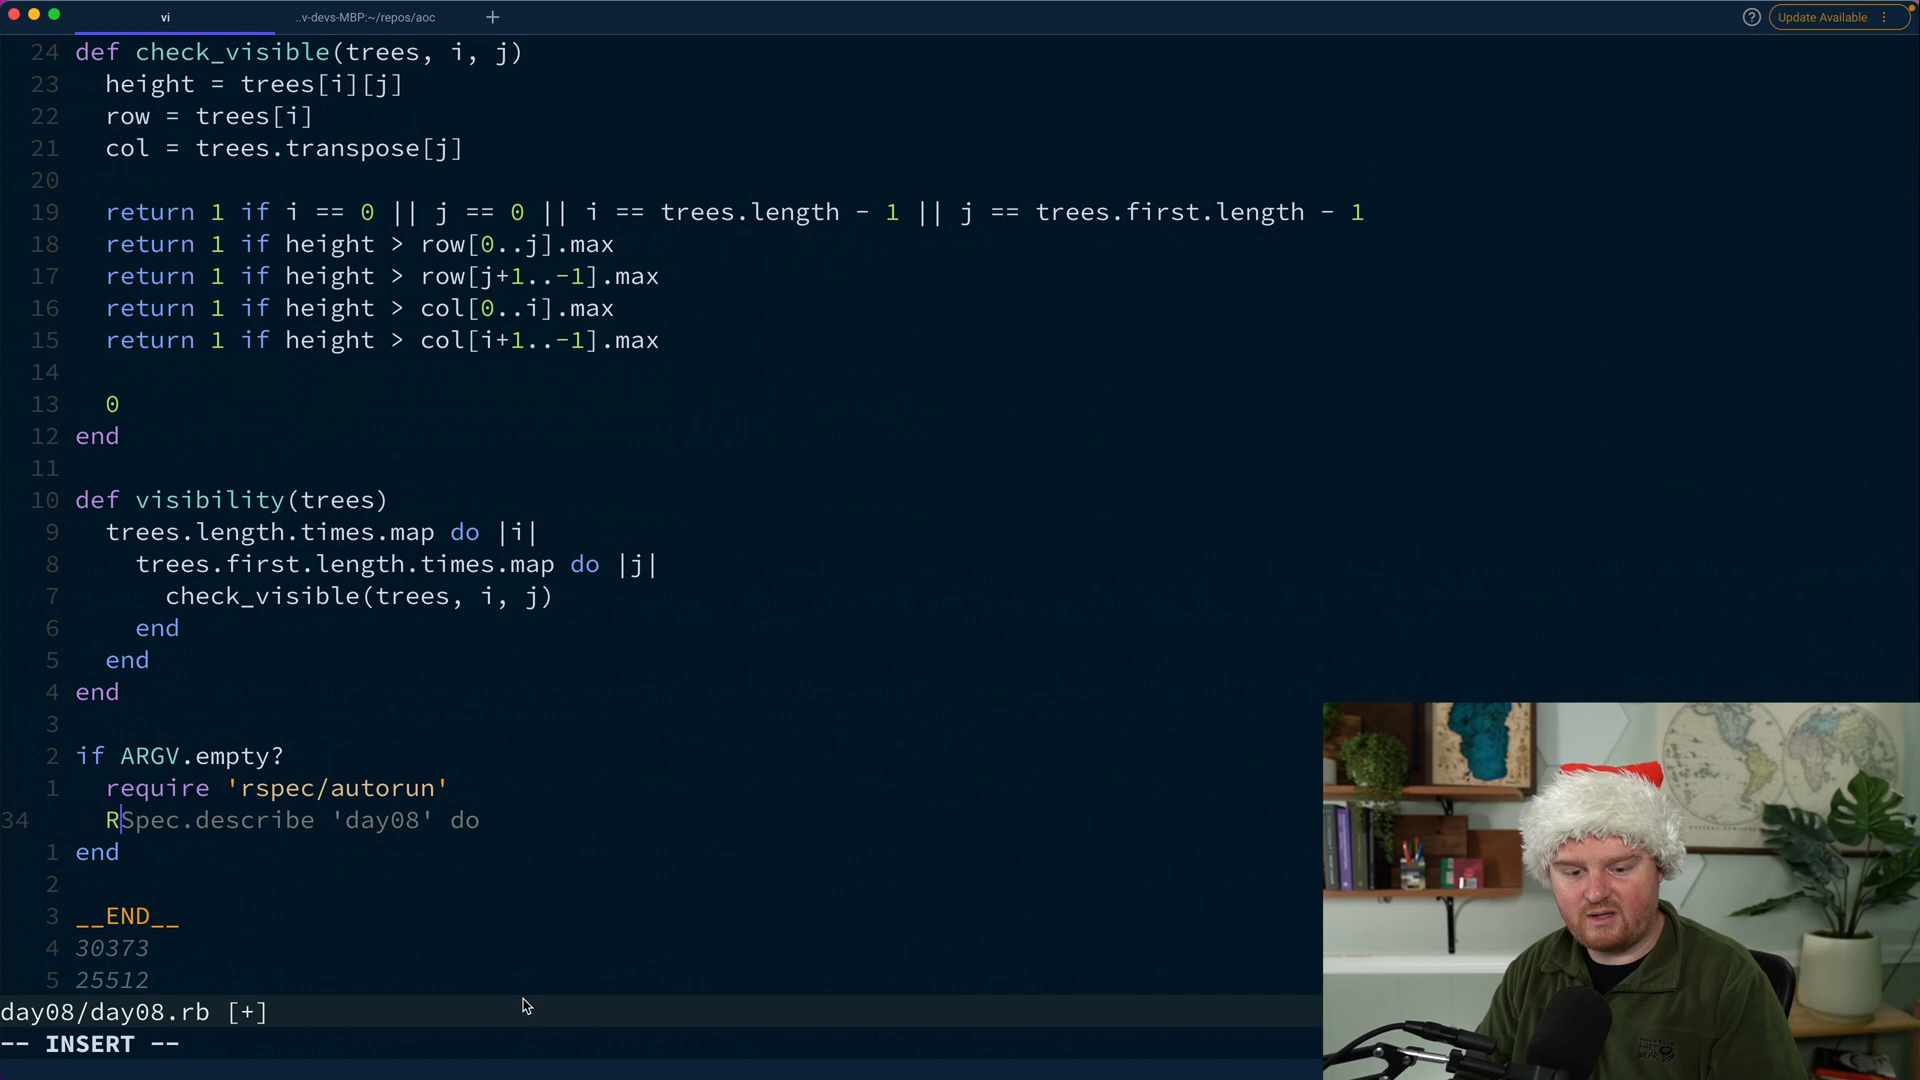 vi
..v-devs-MBP:~/repos/aoc
+
?
Update Available
24 def check_visible(trees, i, j)
23 height = trees[i][j]
22 row = trees[i]
21 col = trees.transpose[j]
20
19 return 1 if i == 0 || j == 0 || i == trees.length - 1 || j == trees.first.length - 1
18 return 1 if height > row[0..j].max
17 return 1 if height > row[j+1..-1].max
16 return 1 if height > col[0..i].max
15 return 1 if height > col[i+1..-1].max
14
13 0
12 end
11
10 def visibility(trees)
9 trees.length.times.map do |i|
8 trees.first.length.times.map do |j|
7 check_visible(trees, i, j)
6 end
5 end
4 end
3
2 if ARGV.empty?
1 require 'rspec/autorun'
34 RSpec.describe 'day08' do
1 end
2
3 __END__
4 30373
5 25512
day08/day08.rb [+]
-- INSERT --